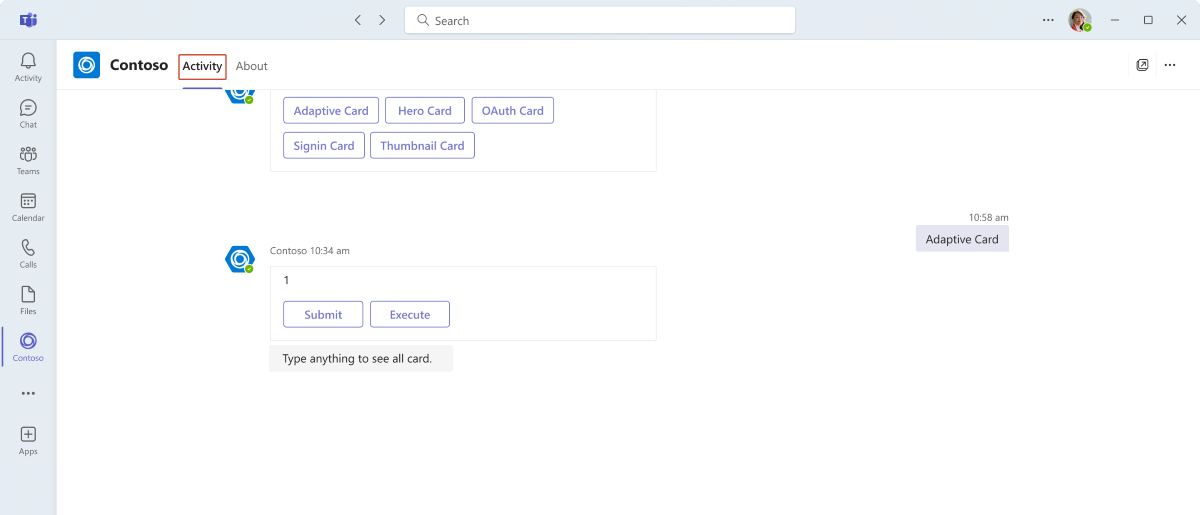 Search
Contoso Activity About
Activity
Chat
Teams
Calendar
Calls
Files
Contoso
Apps
Adaptive Card Hero Card OAuth Card
Signin Card Thumbnail Card
10:58 am
Adaptive Card
Contoso 10:34 am
1
Submit Execute
Type anything to see all card.